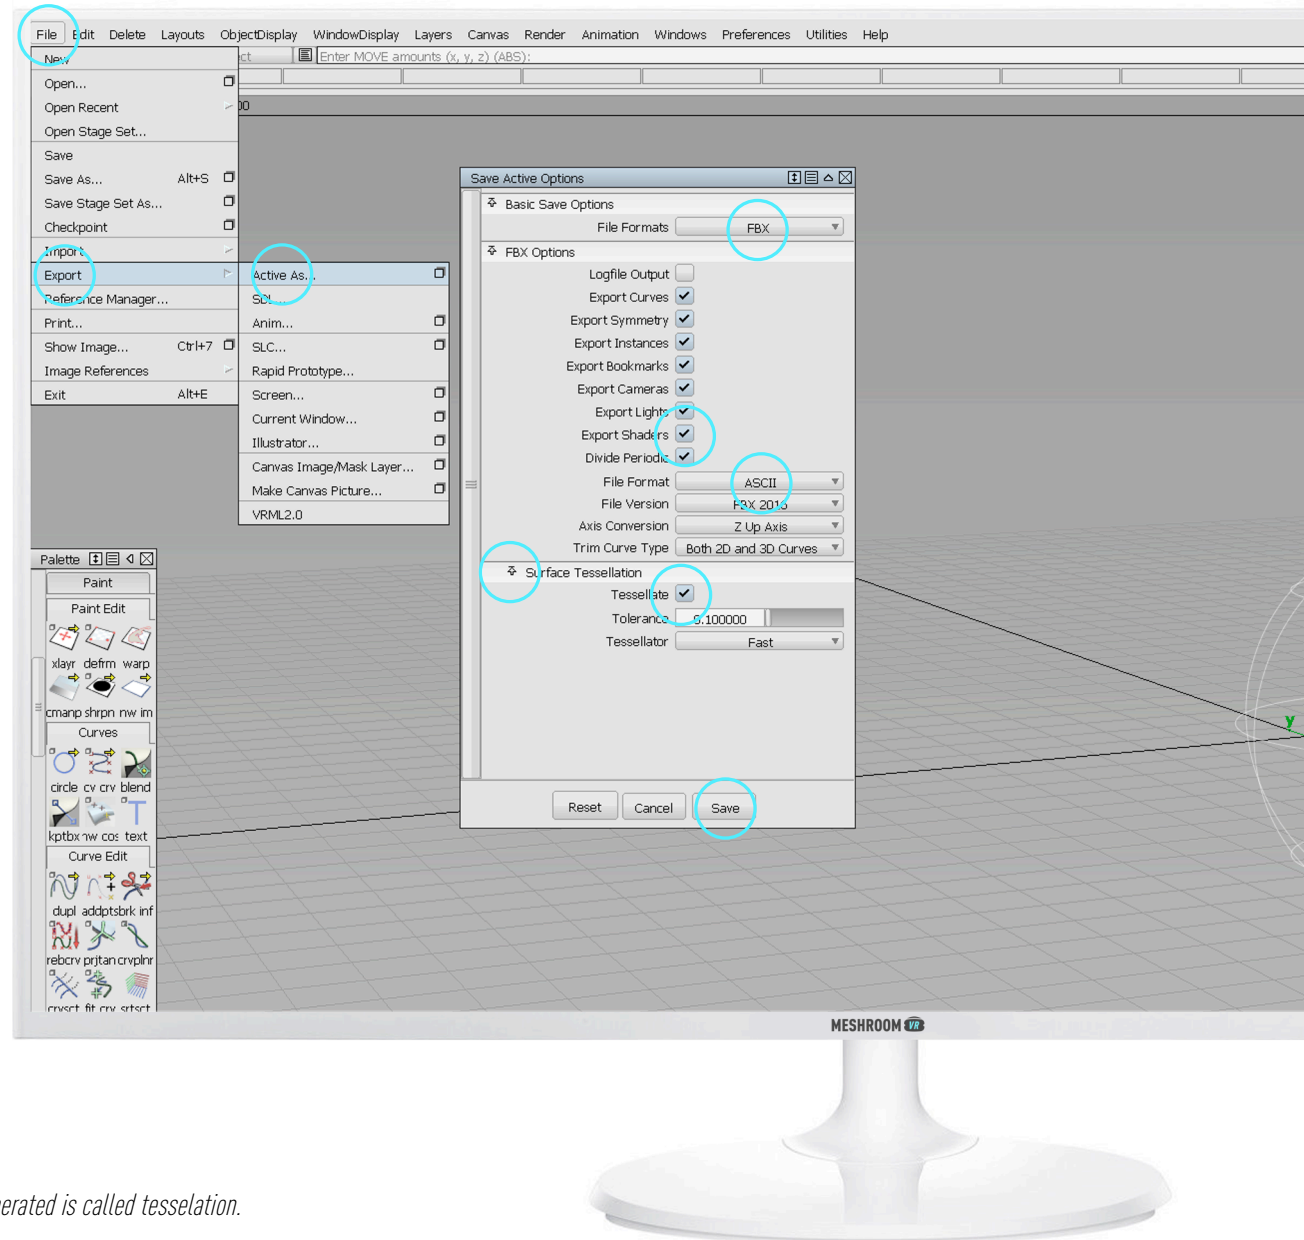 File Edit Delete Layouts ObjectDisplay WindowDisplay Layers Canvas Render Animation Windows Preferences Utilities Help
Enter MOVE amounts (x, y, z) (ABS):
New
Open...
Open Recent
Open Stage Set...
Save
Save As... Alt+S
Save Stage Set As...
Checkpoint
Import
Export
Reference Manager...
Print...
Show Image... Ctrl+7
Image References
Exit Alt+E
Active As...
SDL...
Anim...
SLC...
Rapid Prototype...
Screen...
Current Window...
Illustrator...
Canvas Image/Mask Layer...
Make Canvas Picture...
VRML2.0
Save Active Options
Basic Save Options
File Formats FBX
FBX Options
Logfile Output
Export Curves
Export Symmetry
Export Instances
Export Bookmarks
Export Cameras
Export Lights
Export Shaders
Divide Periodic
File Format ASCII
File Version FBX 2016
Axis Conversion Z Up Axis
Trim Curve Type Both 2D and 3D Curves
Surface Tessellation
Tessellate
Tolerance 0.100000
Tessellator Fast
Reset Cancel Save
Palette
Paint
Paint Edit
xlayr defrm warp
cmanp shrpn nw im
Curves
circle cv crv blend
kptbx nw cos text
Curve Edit
dupl addpts brk inf
rebcrv prjtan crvplnr
crvsct fit crv srtsct
y
MESHROOM VR
erated is called tesselation.